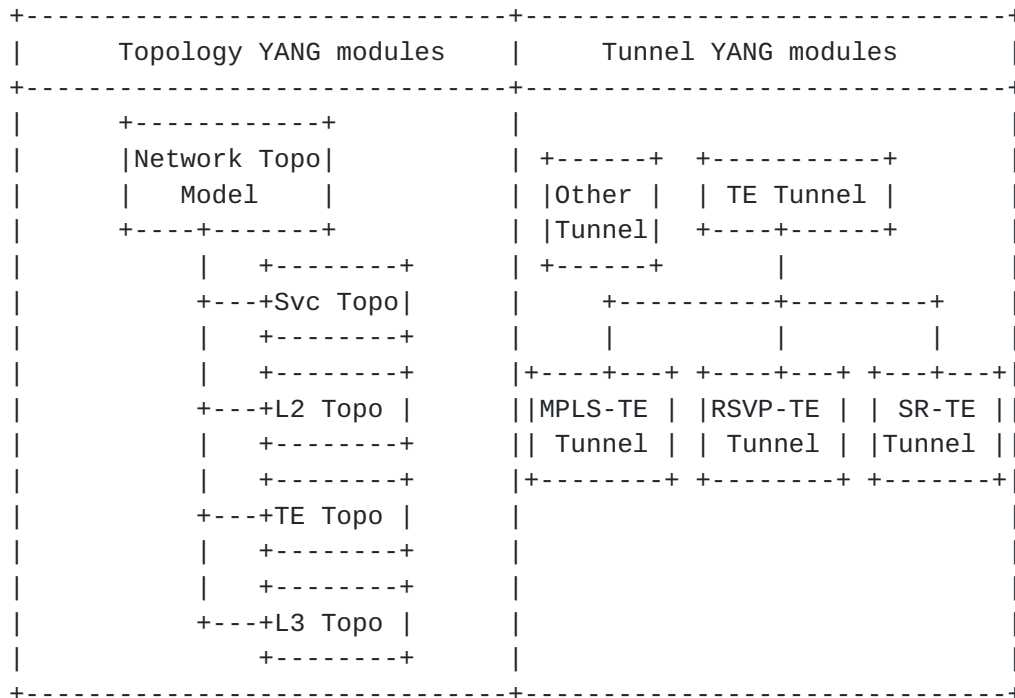 Topology YANG modules Tunnel YANG modules
Network Topo
Model
Other
Tunnel
TE Tunnel
Svc Topo
L2 Topo
TE Topo
L3 Topo
MPLS-TE
Tunnel
RSVP-TE
Tunnel
SR-TE
Tunnel